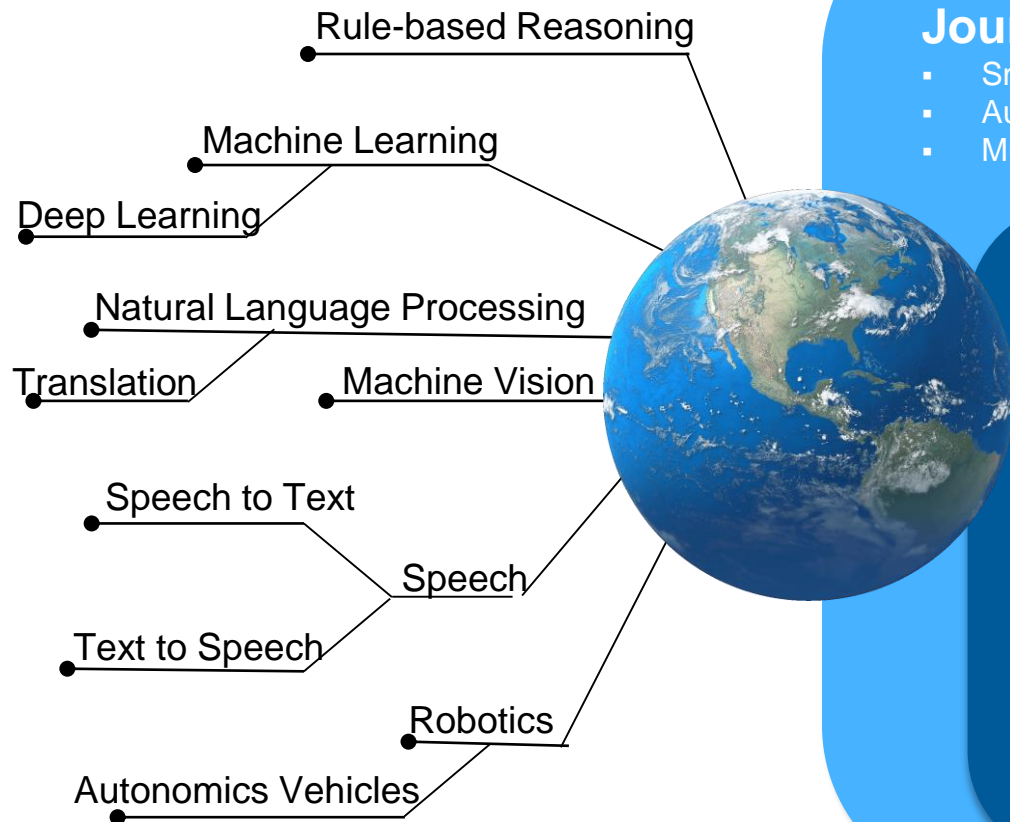 Rule-based Reasoning
Machine Learning
Deep Learning
Natural Language Processing
Translation
Machine Vision
Speech to Text
Speech
Text to Speech
Robotics
Autonomics Vehicles